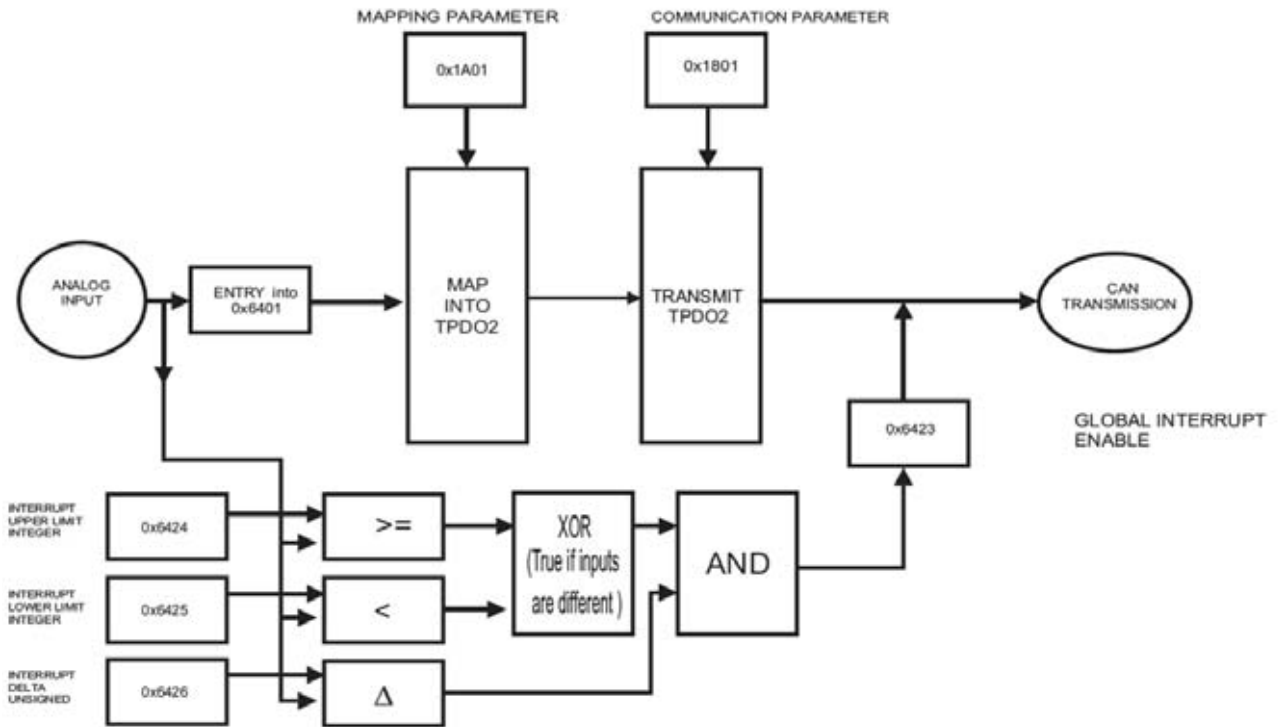 MAPPING PARAMETER
COMMUNICATION PARAMETER
0x1A01
0x1801
ANALOG
INPUT
ENTRY into
0x6401
MAP
INTO
TPDO2
TRANSMIT
TPDO2
CAN
TRANSMISSION
0x6423
GLOBAL INTERRUPT
ENABLE
INTERRUPT
UPPER LIMIT
INTEGER
0x6424
>=
XOR
(True if inputs
are different )
AND
INTERRUPT
LOWER LIMIT
INTEGER
0x6425
<
INTERRUPT
DELTA
UNSIGNED
0x6426
Δ